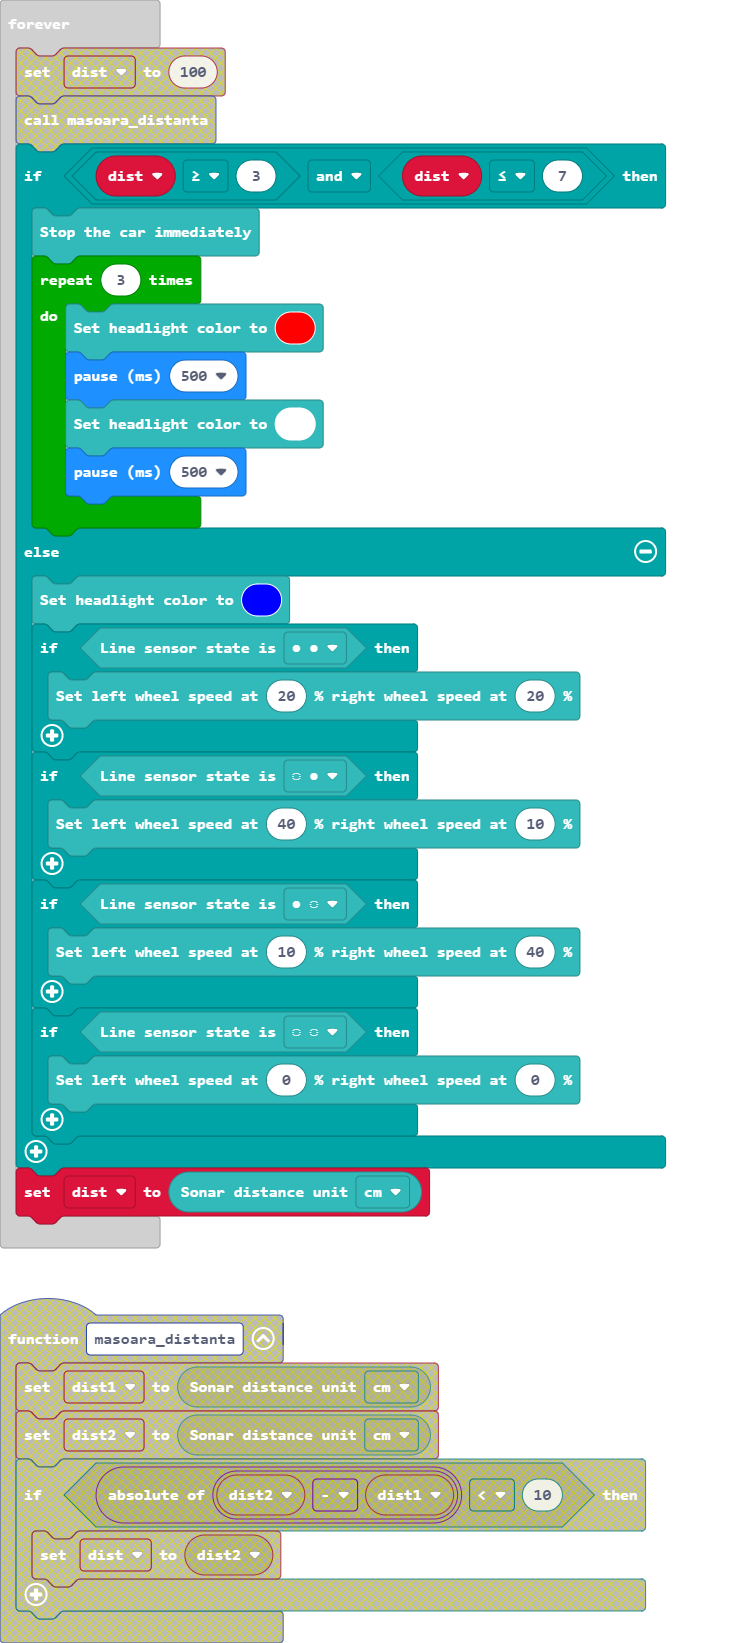 forever
set dist to 100
call masoara_distanta
if dist ≥ 3 and dist ≤ 7 then
Stop the car immediately
repeat 3 times
do
Set headlight color to
pause (ms) 500
Set headlight color to
pause (ms) 500
else
Set headlight color to
if Line sensor state is ● ● then
Set left wheel speed at 20 % right wheel speed at 20 %
if Line sensor state is ◌ ● then
Set left wheel speed at 40 % right wheel speed at 10 %
if Line sensor state is ● ◌ then
Set left wheel speed at 10 % right wheel speed at 40 %
if Line sensor state is ◌ ◌ then
Set left wheel speed at 0 % right wheel speed at 0 %
set dist to Sonar distance unit cm
function masoara_distanta
set dist1 to Sonar distance unit cm
set dist2 to Sonar distance unit cm
if absolute of dist2 - dist1 < 10 then
set dist to dist2